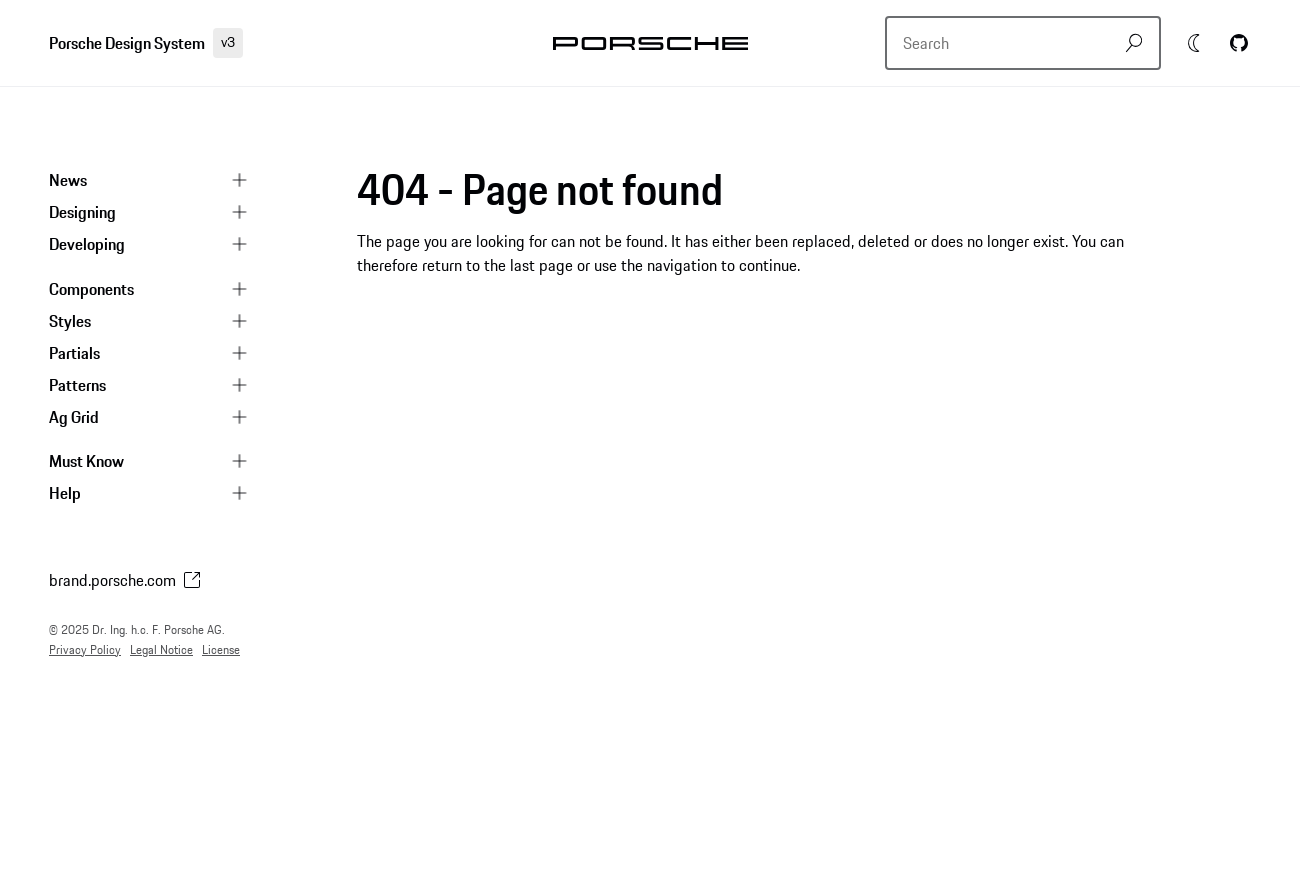 Porsche Design System v3
PORSCHE
Search
News
Designing
Developing
Components
Styles
Partials
Patterns
Ag Grid
Must Know
Help
brand.porsche.com
© 2025 Dr. Ing. h.c. F. Porsche AG.
Privacy Policy Legal Notice License
404 - Page not found
The page you are looking for can not be found. It has either been replaced, deleted or does no longer exist. You can
therefore return to the last page or use the navigation to continue.